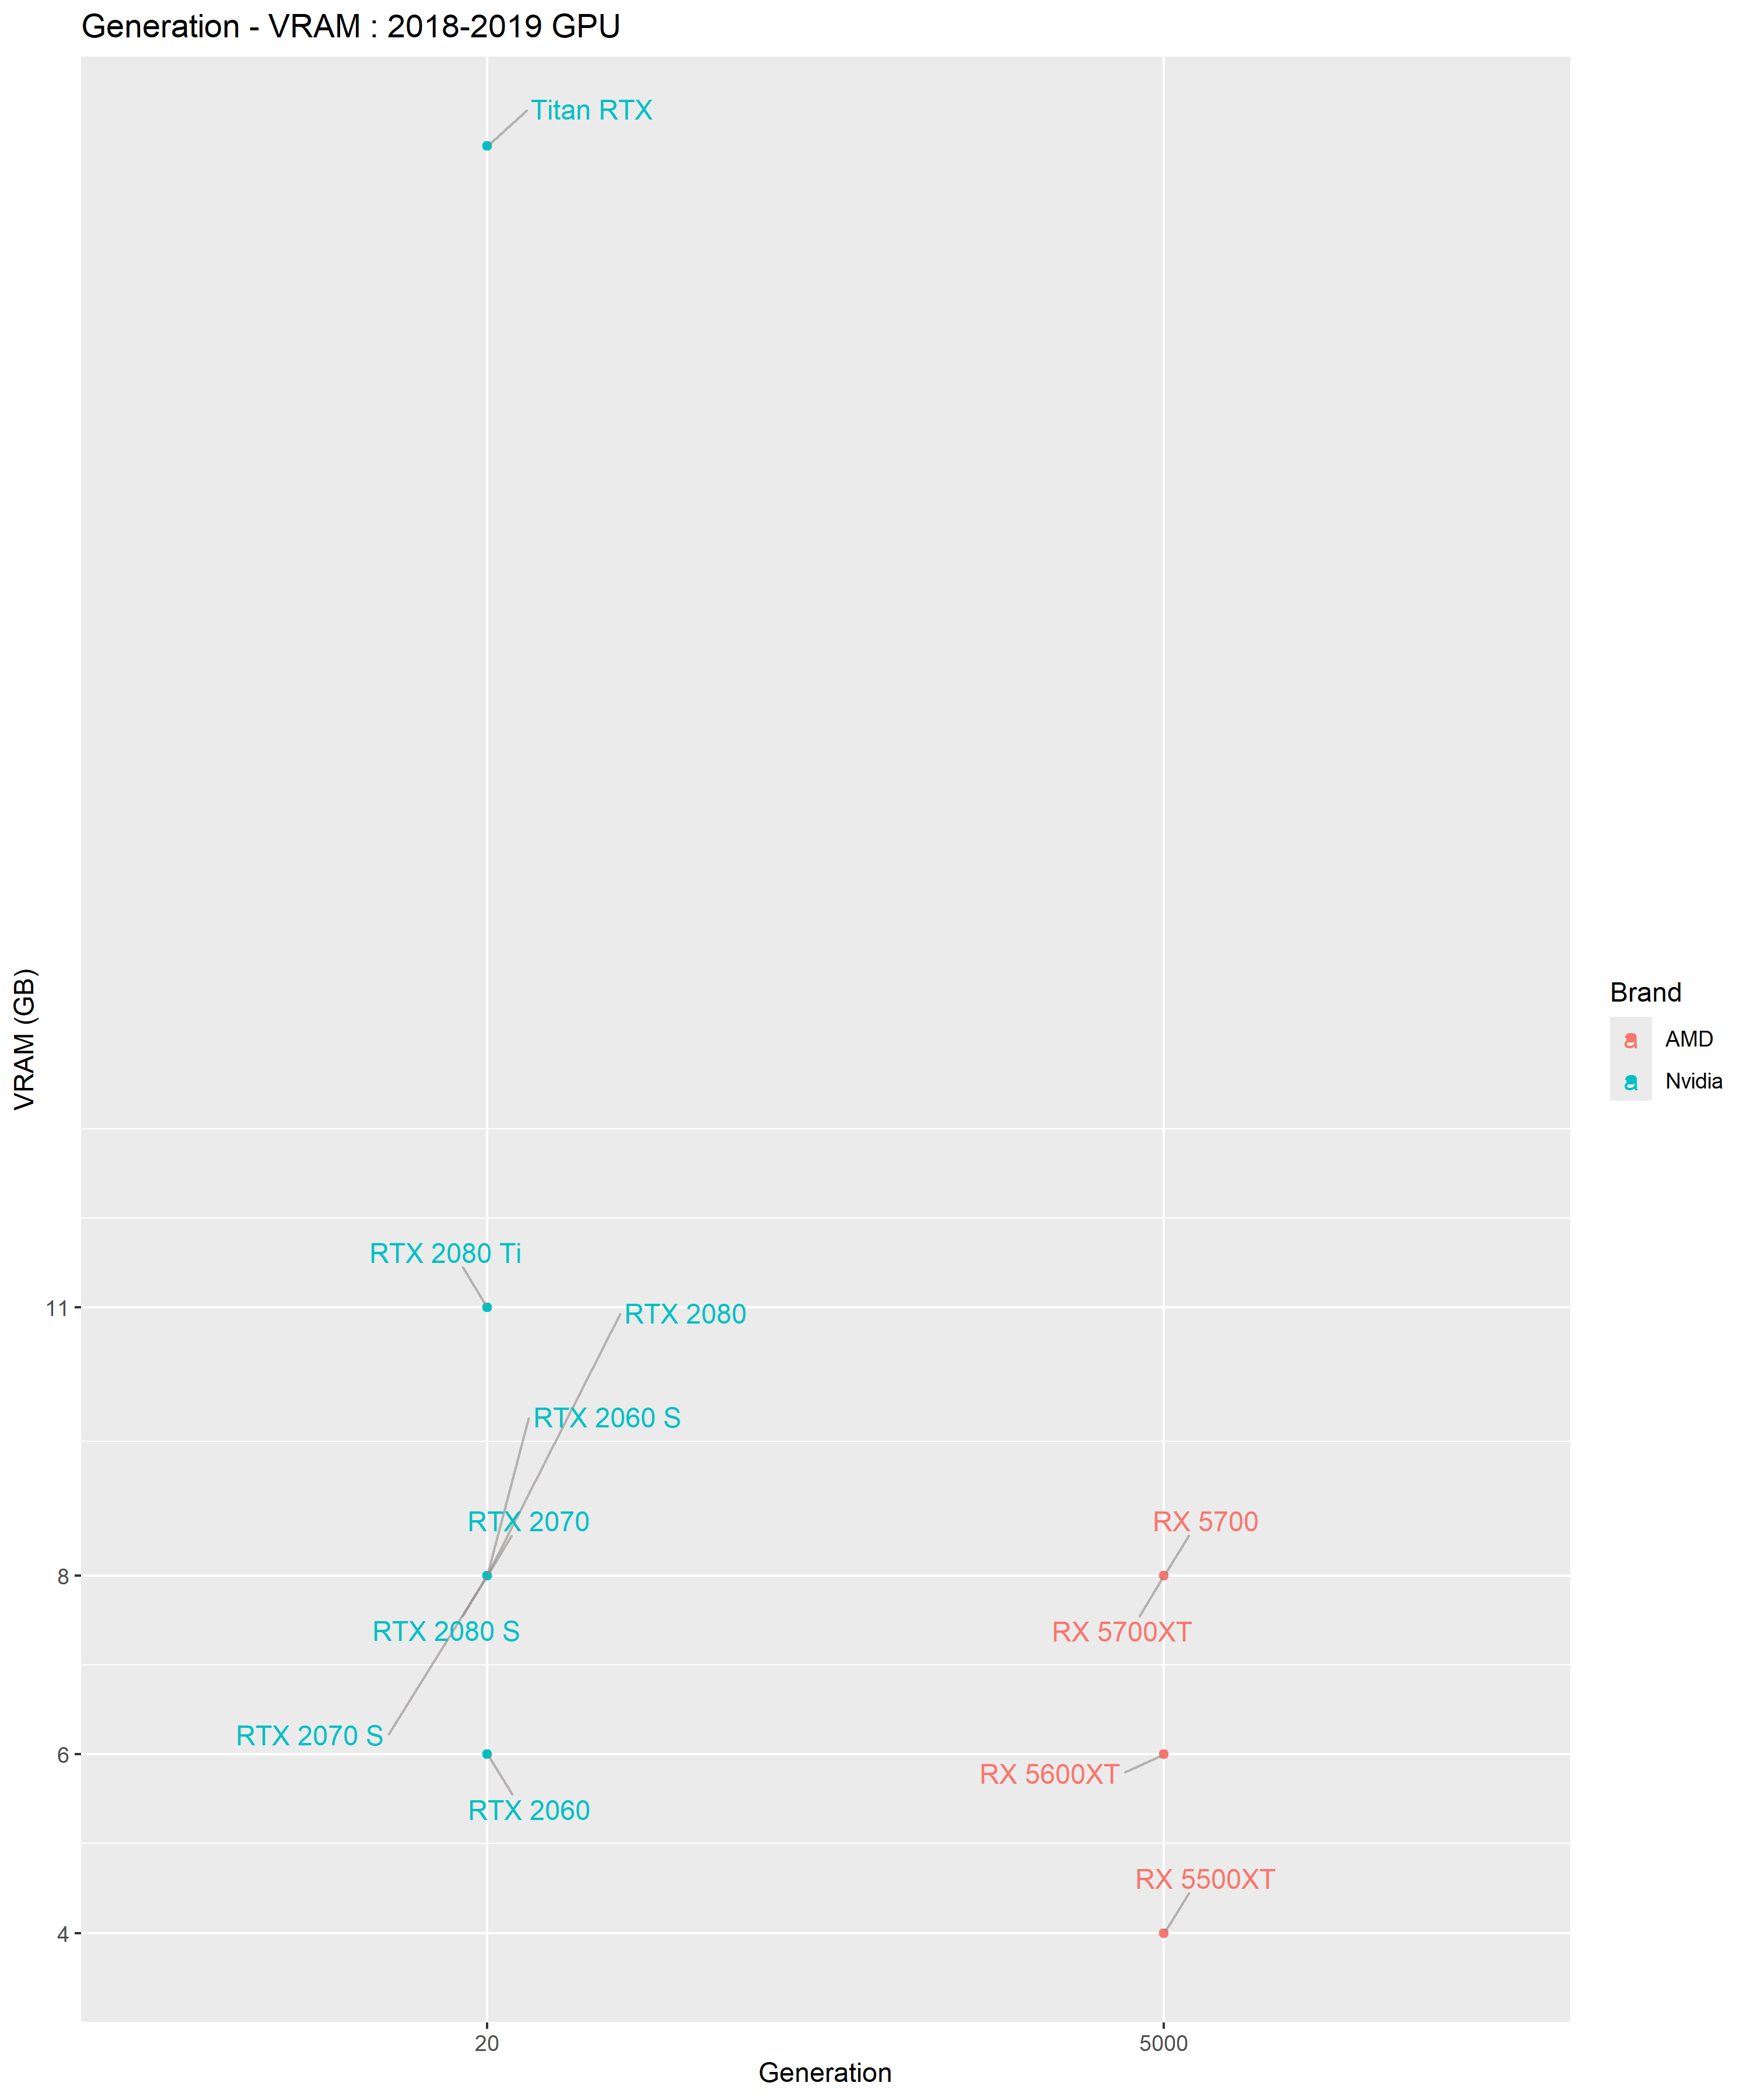 Generation - VRAM : 2018-2019 GPU
Titan RTX
VRAM (GB)
Brand
a AMD
a Nvidia
RTX 2080 Ti
11
RTX 2080
RTX 2060 S
RTX 2070
RX 5700
8
RTX 2080 S
RX 5700XT
RTX 2070 S
6
RX 5600XT
RTX 2060
RX 5500XT
4
20
5000
Generation